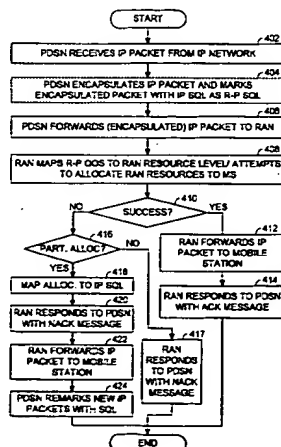 START
402
PDSN RECEIVES IP PACKET FROM IP NETWORK
404
PDSN ENCAPSULATES IP PACKET AND MARKS
ENCAPSULATED PACKET WITH IP SQL AS R-P SQL
406
PDSN FORWARDS (ENCAPSULATED) IP PACKET TO RAN
408
RAN MAPS R-P QOS TO RAN RESOURCE LEVEL/ ATTEMPTS
TO ALLOCATE RAN RESOURCES TO MS
410
NO
SUCCESS?
YES
416
PART. ALLOC.?
NO
YES
412
RAN FORWARDS IP
PACKET TO MOBILE
STATION
414
RAN RESPONDS TO PDSN
WITH ACK MESSAGE
418
MAP ALLOC. TO IP SQL
420
RAN RESPONDS TO PDSN
WITH NACK MESSAGE
422
RAN FORWARDS IP
PACKET TO MOBILE
STATION
424
PDSN REMARKS NEW IP
PACKETS WITH SQL
417
RAN
RESPONDS
TO PDSN
WITH NACK
MESSAGE
END